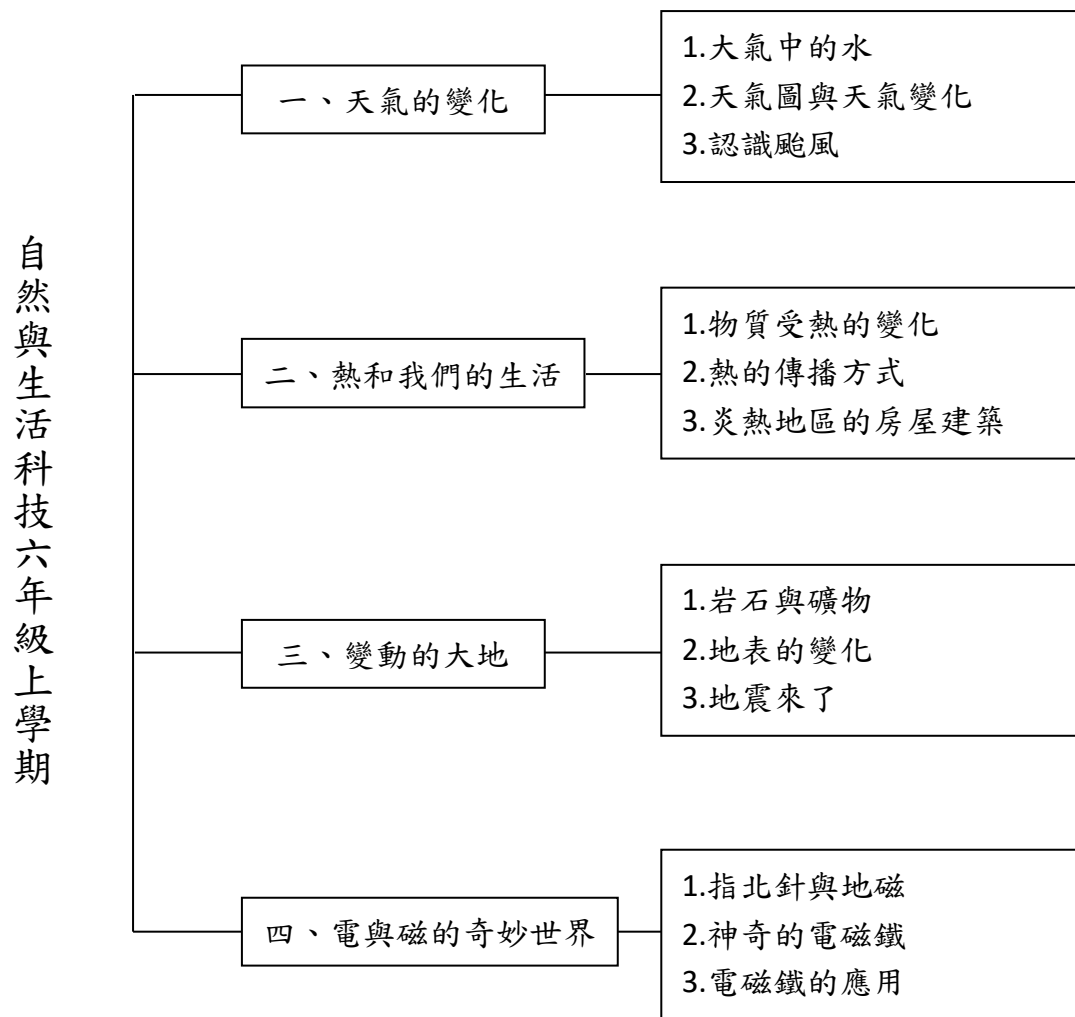 自然與生活科技六年級上學期
一、天氣的變化
1.大氣中的水
2.天氣圖與天氣變化
3.認識颱風
二、熱和我們的生活
1.物質受熱的變化
2.熱的傳播方式
3.炎熱地區的房屋建築
三、變動的大地
1.岩石與礦物
2.地表的變化
3.地震來了
四、電與磁的奇妙世界
1.指北針與地磁
2.神奇的電磁鐵
3.電磁鐵的應用